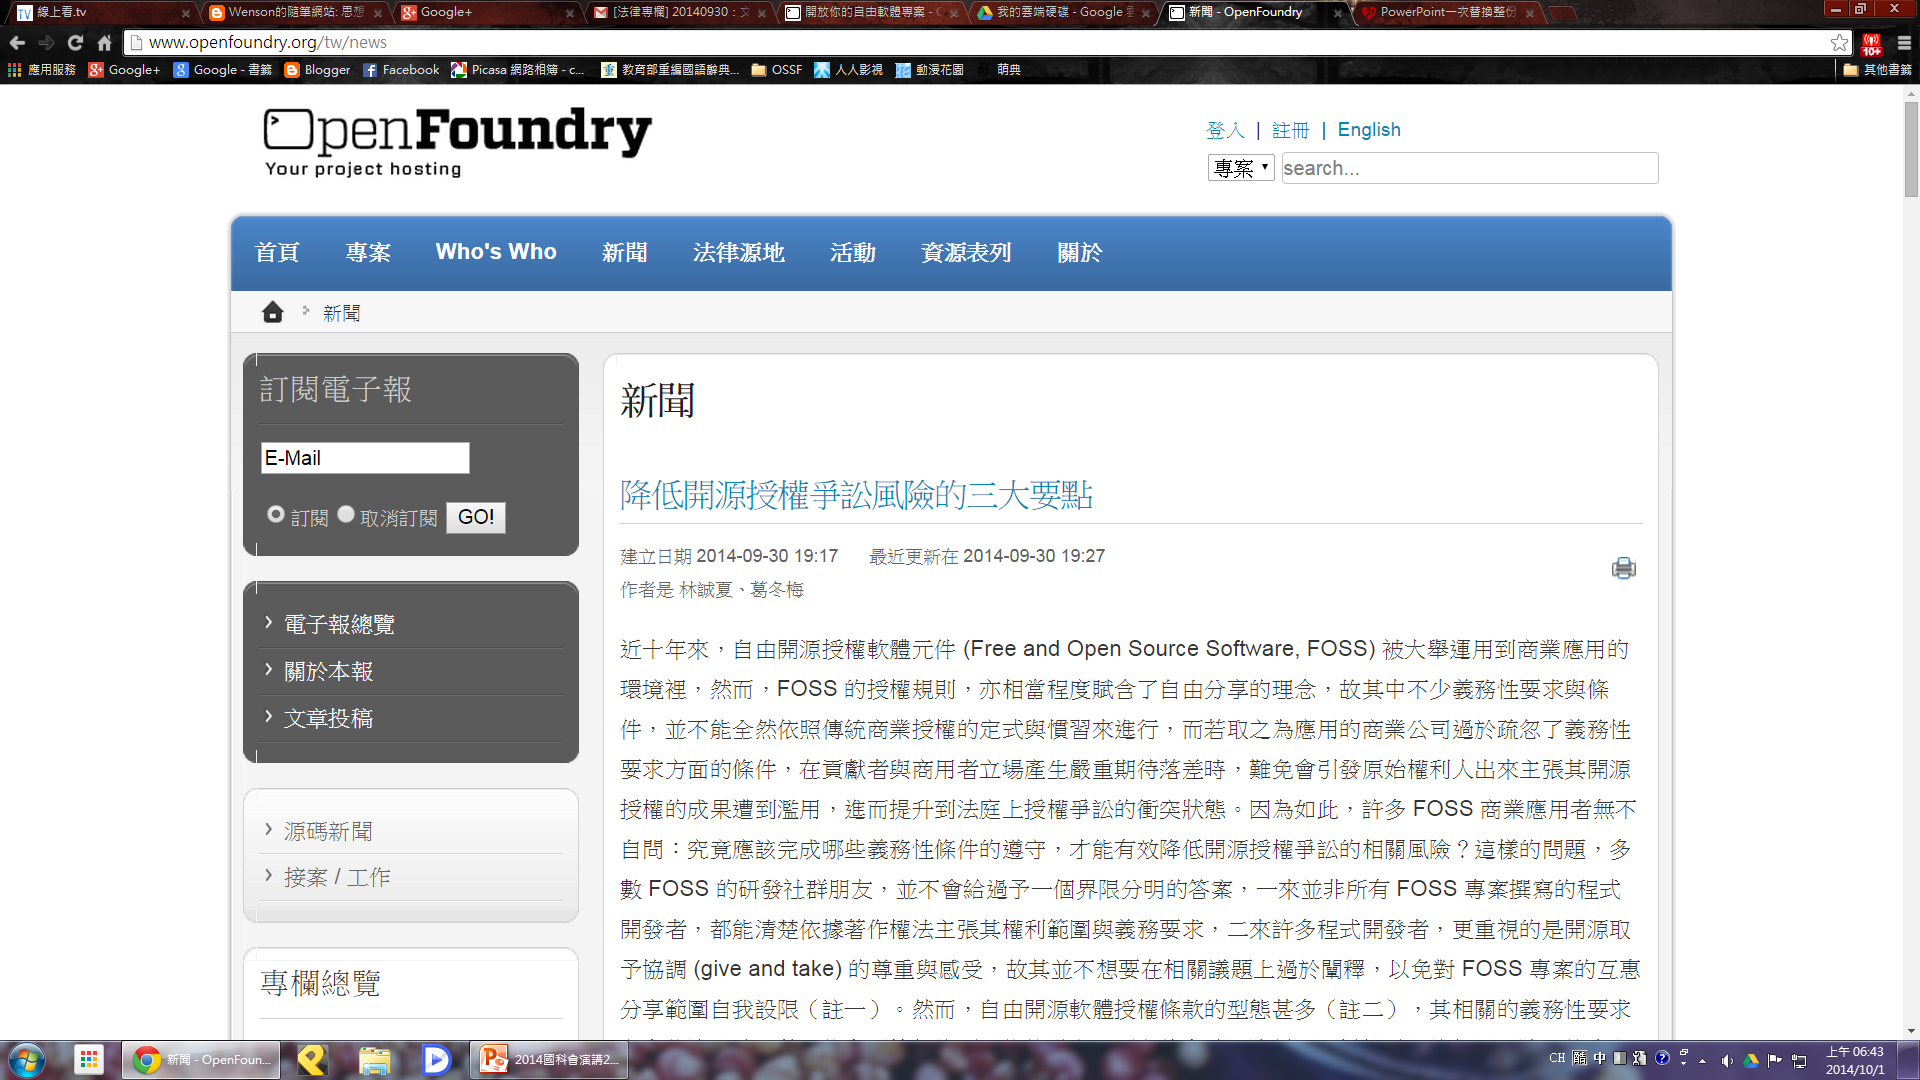 線上看.tv
Wenson的隨筆網站: 思想
Google+
[法律專欄] 20140930：文
開放你的自由軟體專案 -
我的雲端硬碟 - Google
新聞 - OpenFoundry
PowerPoint一次替換整份
www.openfoundry.org/tw/news
10+
應用服務
Google+
Google - 書籤
Blogger
Facebook
Picasa 網路相簿 - c...
教育部重編國語辭典...
OSSF
人人影視
動漫花園
萌典
其他書籤
OpenFoundry
Your project hosting
登入 | 註冊 | English
專案
search...
首頁 專案 Who's Who 新聞 法律源地 活動 資源表列 關於
新聞
訂閱電子報
E-Mail
訂閱 取消訂閱 GO!
電子報總覽
關於本報
文章投稿
源碼新聞
接案 / 工作
專欄總覽
新聞
降低開源授權爭訟風險的三大要點
建立日期 2014-09-30 19:17 最近更新在 2014-09-30 19:27
作者是 林誠夏、葛冬梅
近十年來，自由開源授權軟體元件 (Free and Open Source Software, FOSS) 被大舉運用到商業應用的
環境裡，然而，FOSS 的授權規則，亦相當程度賦含了自由分享的理念，故其中不少義務性要求與條
件，並不能全然依照傳統商業授權的定式與慣習來進行，而若取之為應用的商業公司過於疏忽了義務性
要求方面的條件，在貢獻者與商用者立場產生嚴重期待落差時，難免會引發原始權利人出來主張其開源
授權的成果遭到濫用，進而提升到法庭上授權爭訟的衝突狀態。因為如此，許多 FOSS 商業應用者無不
自問：究竟應該完成哪些義務性條件的遵守，才能有效降低開源授權爭訟的相關風險？這樣的問題，多
數 FOSS 的研發社群朋友，並不會給過予一個界限分明的答案，一來並非所有 FOSS 專案撰寫的程式
開發者，都能清楚依據著作權法主張其權利範圍與義務要求，二來許多程式開發者，更重視的是開源取
予協調 (give and take) 的尊重與感受，故其並不想要在相關議題上過於闡釋，以免對 FOSS 專案的互惠
分享範圍自我設限（註一）。然而，自由開源軟體授權條款的型態甚多（註二），其相關的義務性要求
新聞 - OpenFoun...
2014國科會演講2...
CH
中
上午 06:43
2014/10/1